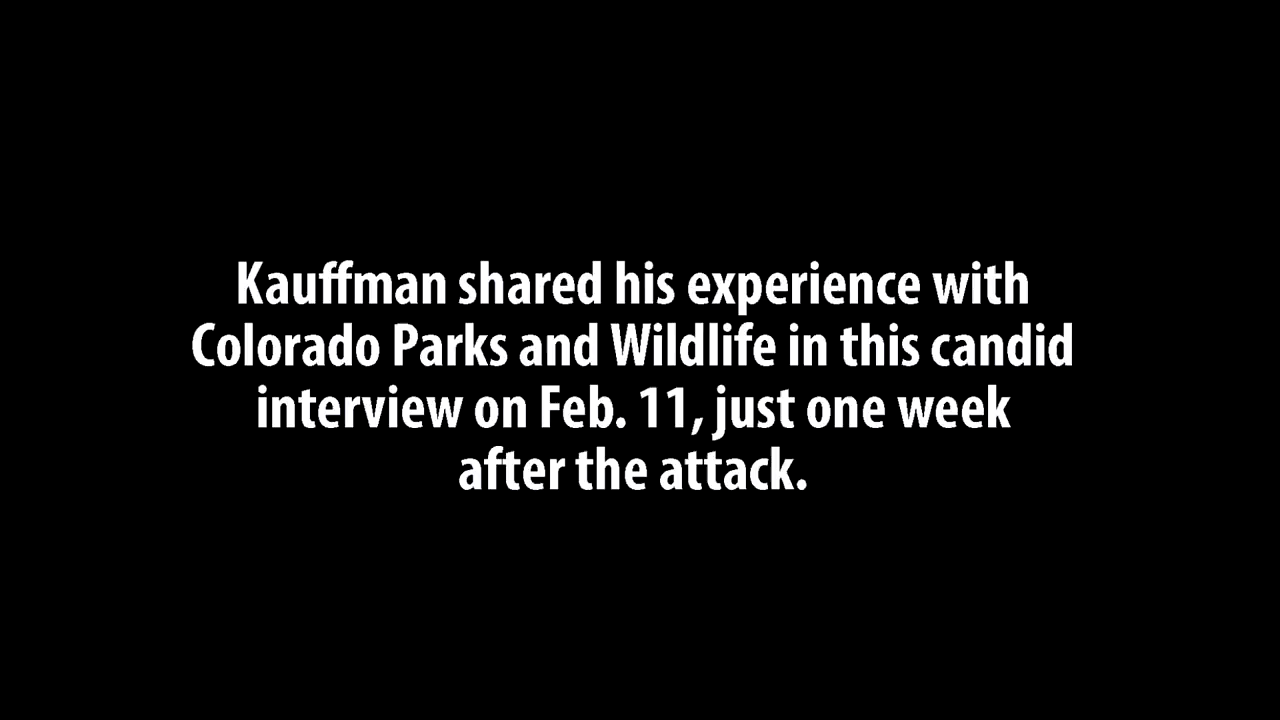 Kauffman shared his experience with
Colorado Parks and Wildlife in this candid
interview on Feb. 11, just one week
after the attack.